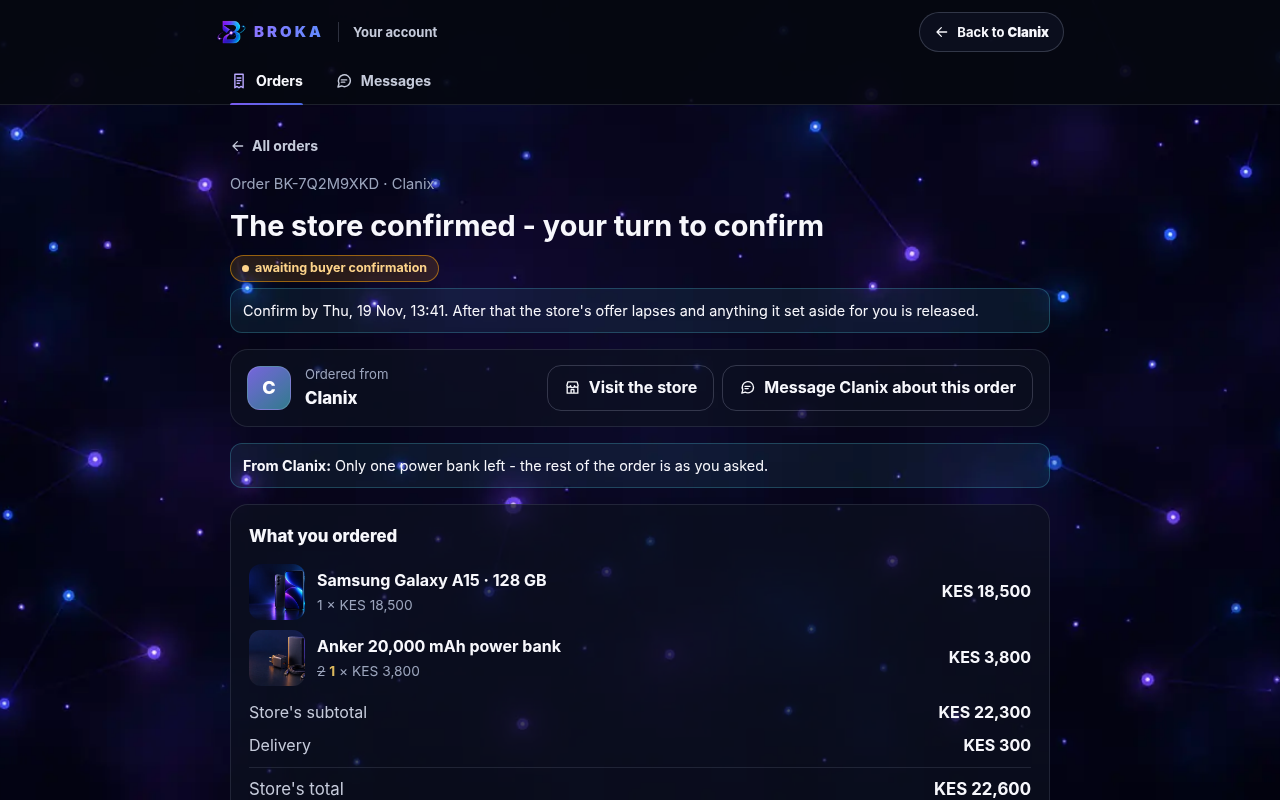 BROKA
Your account
Back to Clanix
Orders
Messages
All orders
Order BK-7Q2M9XKD · Clanix
The store confirmed - your turn to confirm
awaiting buyer confirmation
Confirm by Thu, 19 Nov, 13:41. After that the store's offer lapses and anything it set aside for you is released.
C
Ordered from
Clanix
Visit the store
Message Clanix about this order
From Clanix: Only one power bank left - the rest of the order is as you asked.
What you ordered
Samsung Galaxy A15 · 128 GB
1 × KES 18,500
KES 18,500
Anker 20,000 mAh power bank
2 1 × KES 3,800
KES 3,800
Store's subtotal
KES 22,300
Delivery
KES 300
Store's total
KES 22,600